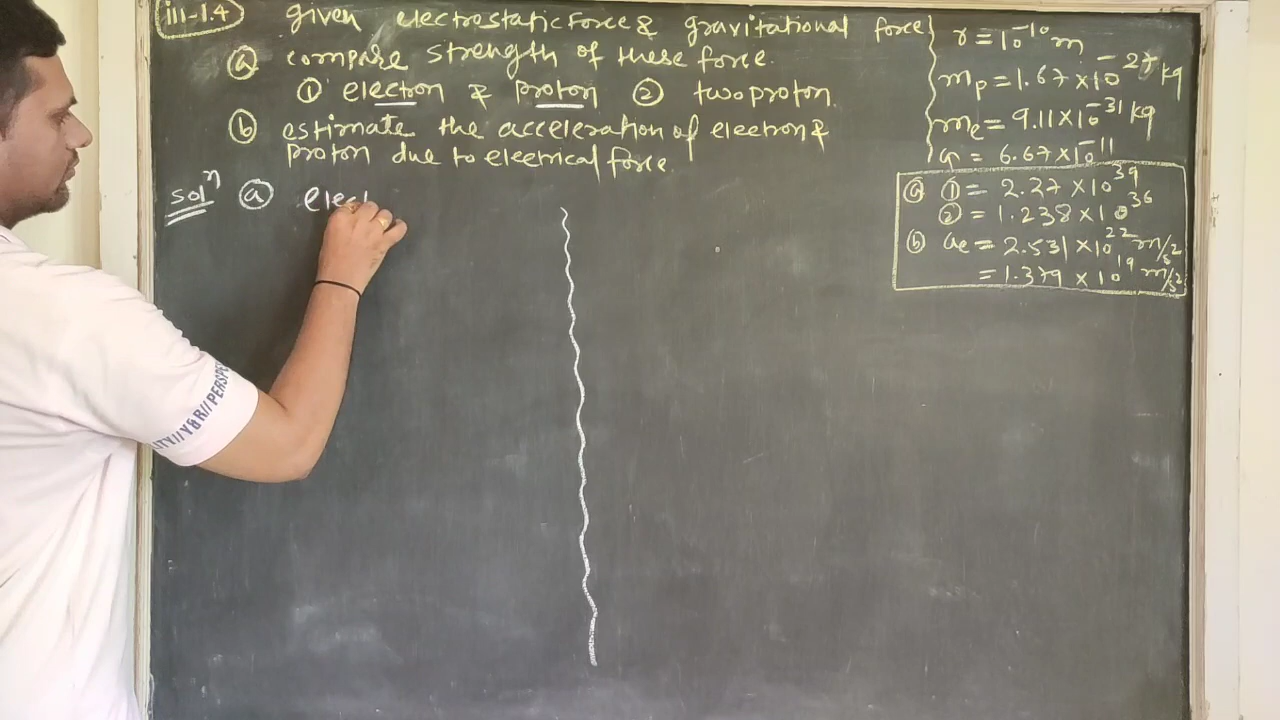 ill-1.4 given electrostatic force & gravitational force
ⓐ compare strength of these force.
① electron & proton ② two proton.
ⓑ estimate the acceleration of electron &
proton due to electrical force.
r = 10⁻¹⁰ m
mp = 1.67 × 10⁻²⁷ kg
me = 9.11 × 10⁻³¹ kg
G = 6.67 × 10⁻¹¹
ⓐ ① = 2.27 × 10³⁹
② = 1.238 × 10³⁶
ⓑ ae = 2.531 × 10²² m/s²
= 1.379 × 10¹⁹ m/s²
solⁿ ⓐ elect